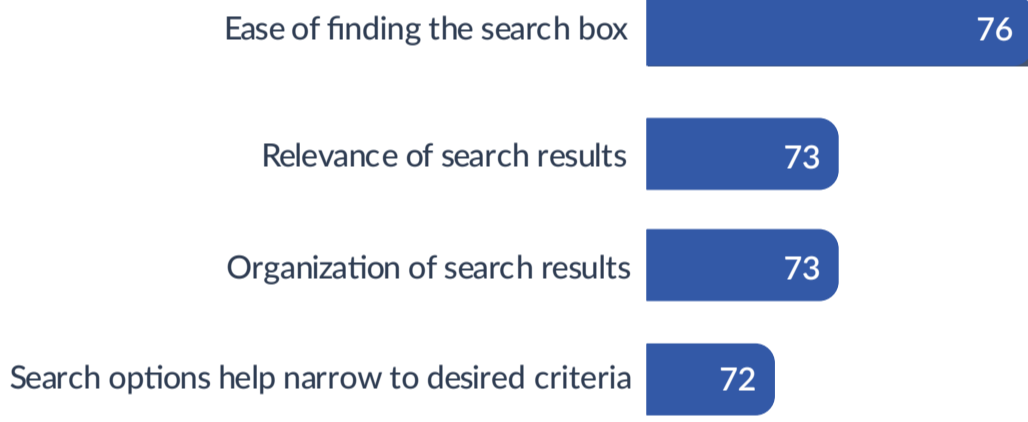 Ease of finding the search box 76
Relevance of search results 73
Organization of search results 73
Search options help narrow to desired criteria 72